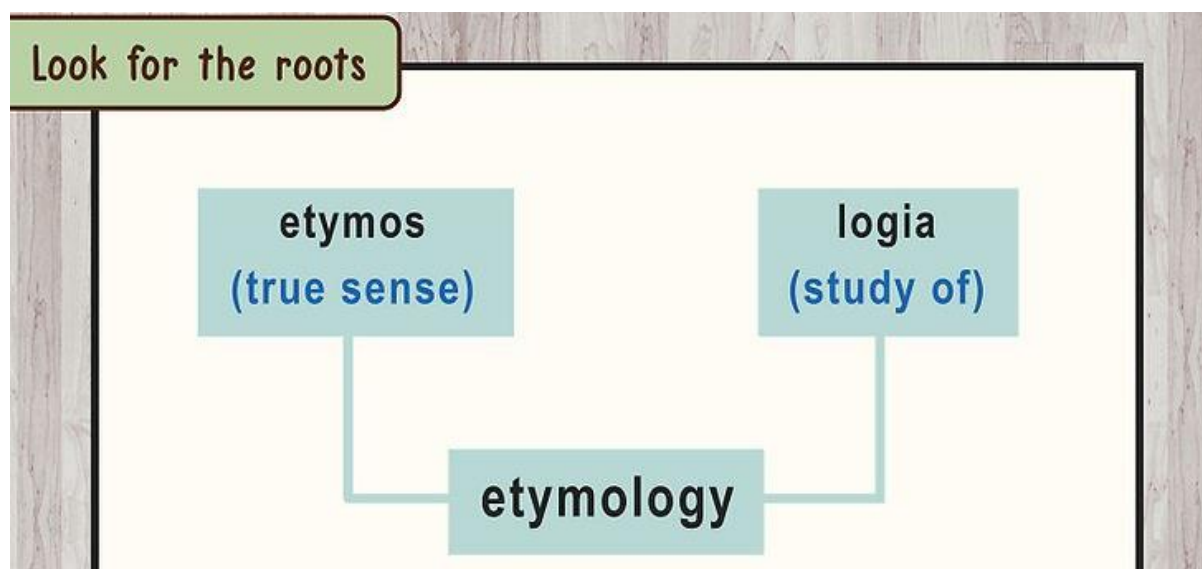 Look for the roots
etymos
(true sense)
logia
(study of)
etymology